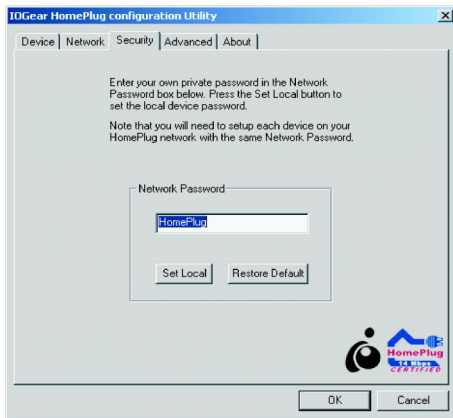 IOGear HomePlug configuration Utility
Device Network Security Advanced About
Enter your own private password in the Network
Password box below. Press the Set Local button to
set the local device password.
Note that you will need to setup each device on your
HomePlug network with the same Network Password.
Network Password
HomePlug
Set Local Restore Default
HomePlug
14 Mbps
CERTIFIED
OK Cancel